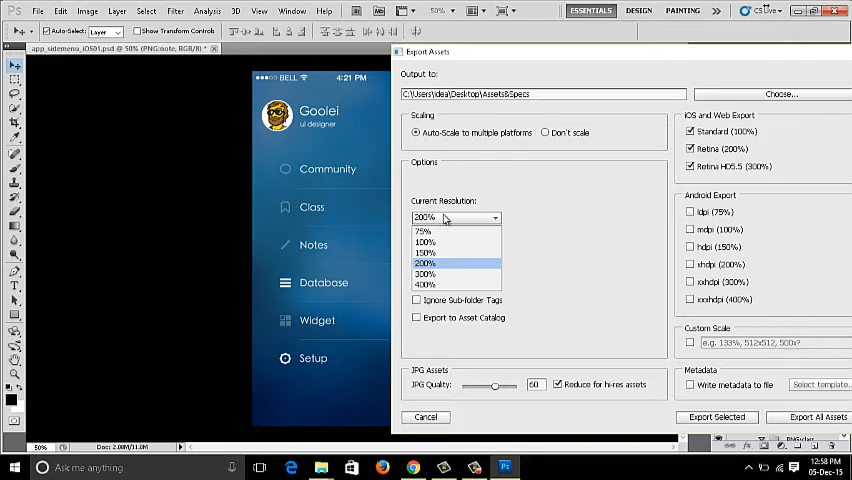 Ps File Edit Image Layer Select Filter Analysis 3D View Window Help 50% ESSENTIALS DESIGN PAINTING CS Live
Auto-Select: Layer Show Transform Controls
app_sidemenu_iOS01.psd @ 50% (PNG:note, RGB/8) *
BELL 4:21 PM
Goolei
ui designer
Community
Class
Notes
Database
Widget
Setup
Export Assets
Output to:
C:\Users\idea\Desktop\Assets&Specs
Choose...
Scaling
Auto-Scale to multiple platforms Don't scale
Options
Current Resolution:
200%
75%
100%
150%
200%
300%
400%
Ignore Sub-folder Tags
Export to Asset Catalog
JPG Assets
JPG Quality: 60 Reduce for hi-res assets
Cancel
iOS and Web Export
Standard (100%)
Retina (200%)
Retina HD5.5 (300%)
Android Export
ldpi (75%)
mdpi (100%)
hdpi (150%)
xhdpi (200%)
xxhdpi (300%)
xxxhdpi (400%)
Custom Scale
e.g. 133%, 512x512, 500x?
Metadata
Write metadata to file Select template...
Export Selected Export All Assets
PNG:class
50% Doc: 2.00M/11.0M
Ask me anything
12:58 PM
05-Dec-15